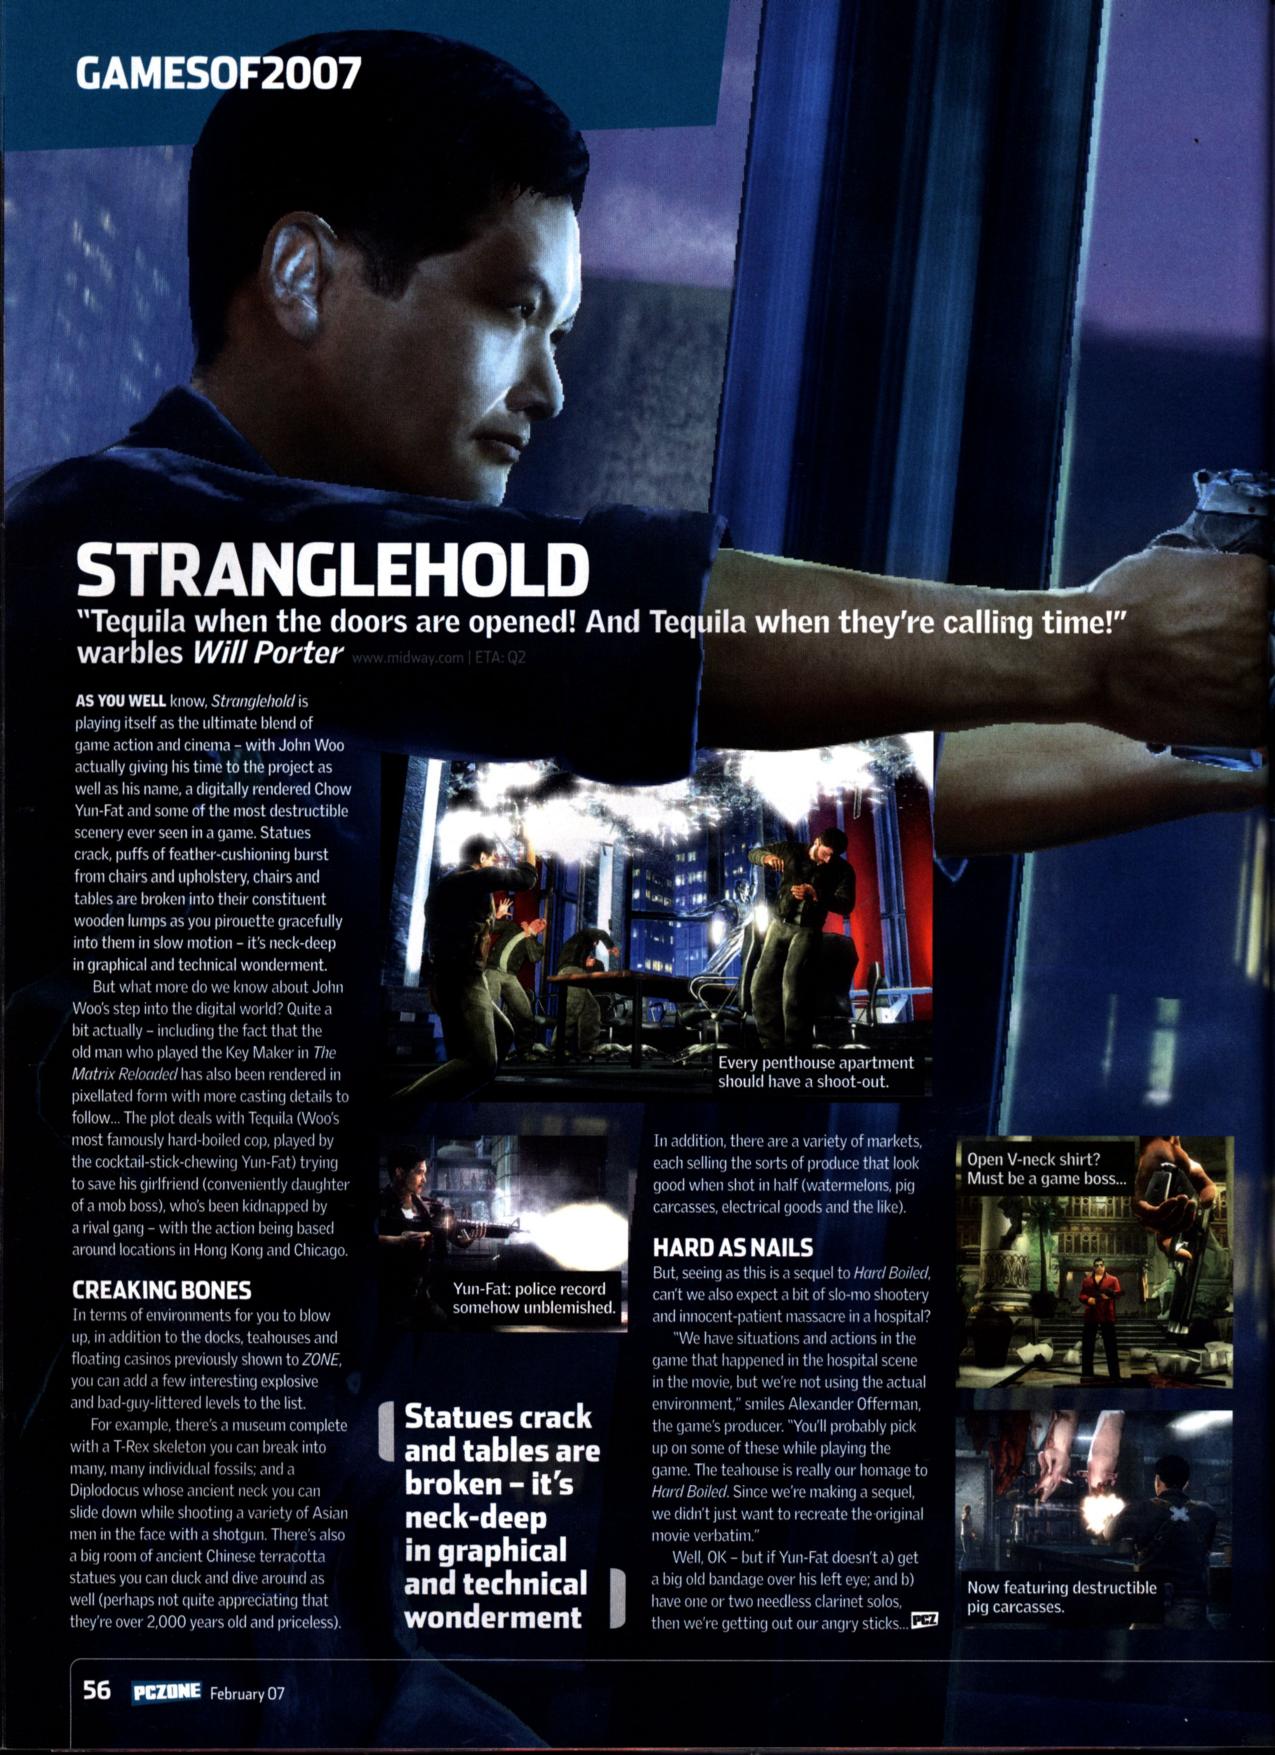 GAMESOF2007
STRANGLEHOLD
“Tequila when the doors are opened! And Tequila when they’re calling time!”
warbles Will Porter www.midway.com | ETA: Q2
AS YOU WELL know, Stranglehold is
playing itself as the ultimate blend of
game action and cinema – with John Woo
actually giving his time to the project as
well as his name, a digitally rendered Chow
Yun-Fat and some of the most destructible
scenery ever seen in a game. Statues
crack, puffs of feather-cushioning burst
from chairs and upholstery, chairs and
tables are broken into their constituent
wooden lumps as you pirouette gracefully
into them in slow motion – it’s neck-deep
in graphical and technical wonderment.
But what more do we know about John
Woo’s step into the digital world? Quite a
bit actually – including the fact that the
old man who played the Key Maker in The
Matrix Reloaded has also been rendered in
pixellated form with more casting details to
follow... The plot deals with Tequila (Woo’s
most famously hard-boiled cop, played by
the cocktail-stick-chewing Yun-Fat) trying
to save his girlfriend (conveniently daughter
of a mob boss), who’s been kidnapped by
a rival gang – with the action being based
around locations in Hong Kong and Chicago.
CREAKING BONES
In terms of environments for you to blow
up, in addition to the docks, teahouses and
floating casinos previously shown to ZONE,
you can add a few interesting explosive
and bad-guy-littered levels to the list.
For example, there’s a museum complete
with a T-Rex skeleton you can break into
many, many individual fossils; and a
Diplodocus whose ancient neck you can
slide down while shooting a variety of Asian
men in the face with a shotgun. There’s also
a big room of ancient Chinese terracotta
statues you can duck and dive around as
well (perhaps not quite appreciating that
they’re over 2,000 years old and priceless).
Every penthouse apartment
should have a shoot-out.
Yun-Fat: police record
somehow unblemished.
Statues crack
and tables are
broken – it’s
neck-deep
in graphical
and technical
wonderment
In addition, there are a variety of markets,
each selling the sorts of produce that look
good when shot in half (watermelons, pig
carcasses, electrical goods and the like).
HARD AS NAILS
But, seeing as this is a sequel to Hard Boiled,
can’t we also expect a bit of slo-mo shootery
and innocent-patient massacre in a hospital?
“We have situations and actions in the
game that happened in the hospital scene
in the movie, but we’re not using the actual
environment,” smiles Alexander Offerman,
the game’s producer. “You’ll probably pick
up on some of these while playing the
game. The teahouse is really our homage to
Hard Boiled. Since we’re making a sequel,
we didn’t just want to recreate the original
movie verbatim.”
Well, OK – but if Yun-Fat doesn’t a) get
a big old bandage over his left eye; and b)
have one or two needless clarinet solos,
then we’re getting out our angry sticks... PCZ
Open V-neck shirt?
Must be a game boss...
Now featuring destructible
pig carcasses.
56 PCZONE February 07